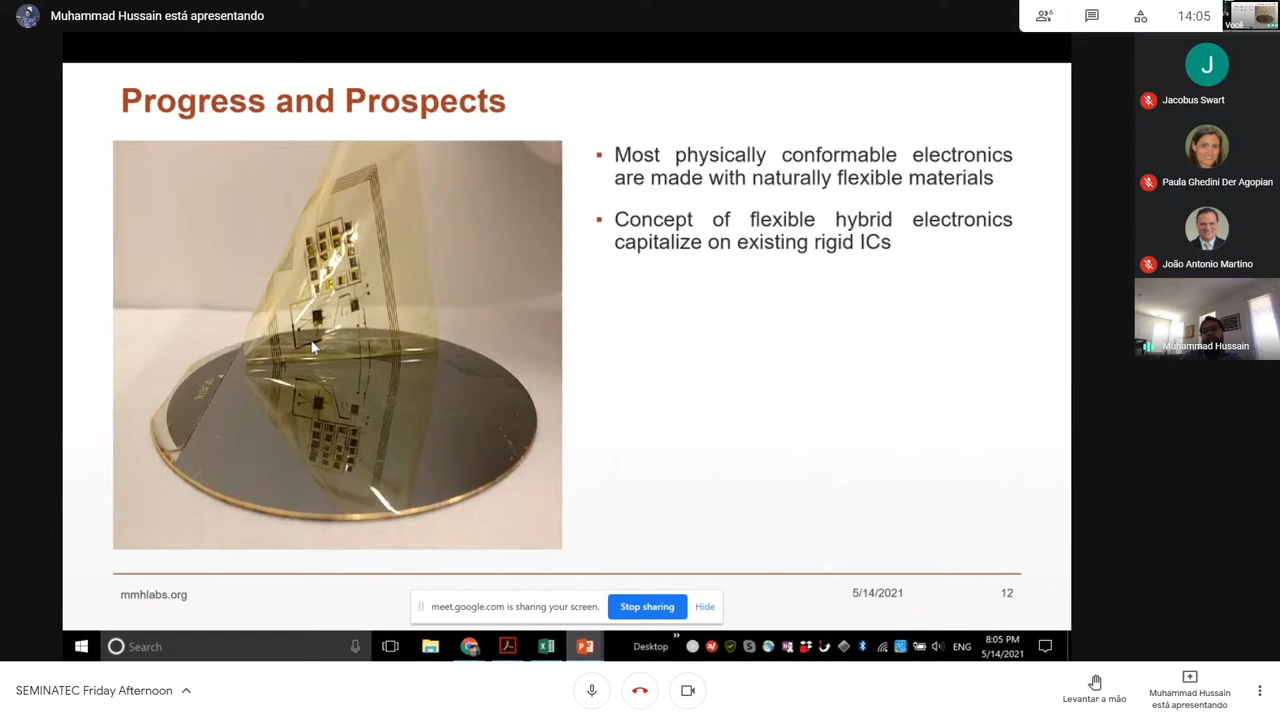 Muhammad Hussain está apresentando
6
14:05
Você
Progress and Prospects
Most physically conformable electronics
are made with naturally flexible materials
Concept of flexible hybrid electronics
capitalize on existing rigid ICs
J
Jacobus Swart
Paula Ghedini Der Agopian
João Antonio Martino
Muhammad Hussain
mmhlabs.org
5/14/2021
12
meet.google.com is sharing your screen.
Stop sharing
Hide
Search
Desktop
ENG
8:05 PM
5/14/2021
SEMINATEC Friday Afternoon
Levantar a mão
Muhammad Hussain
está apresentando